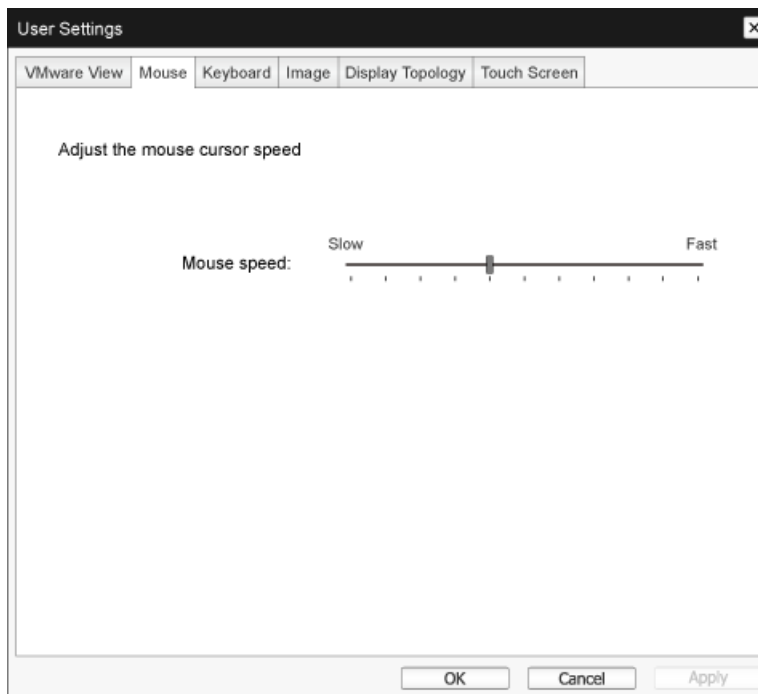 User Settings
VMware View Mouse Keyboard Image Display Topology Touch Screen
Adjust the mouse cursor speed
Slow Fast
Mouse speed:
OK Cancel Apply